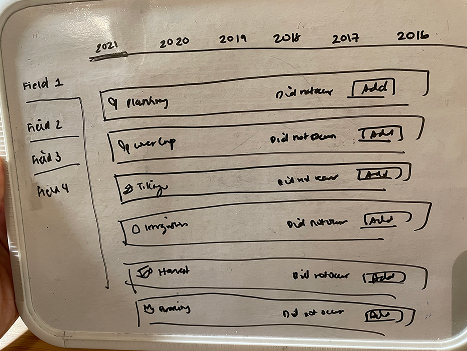 2021 2020 2019 2018 2017 2016
Field 1
Field 2
Field 3
Field 4
Planting Did not occur Add
Cover Crop Did not occur Add
Tillage Did not occur Add
Irrigation Did not occur Add
Harvest Did not occur Add
Did not occur Add